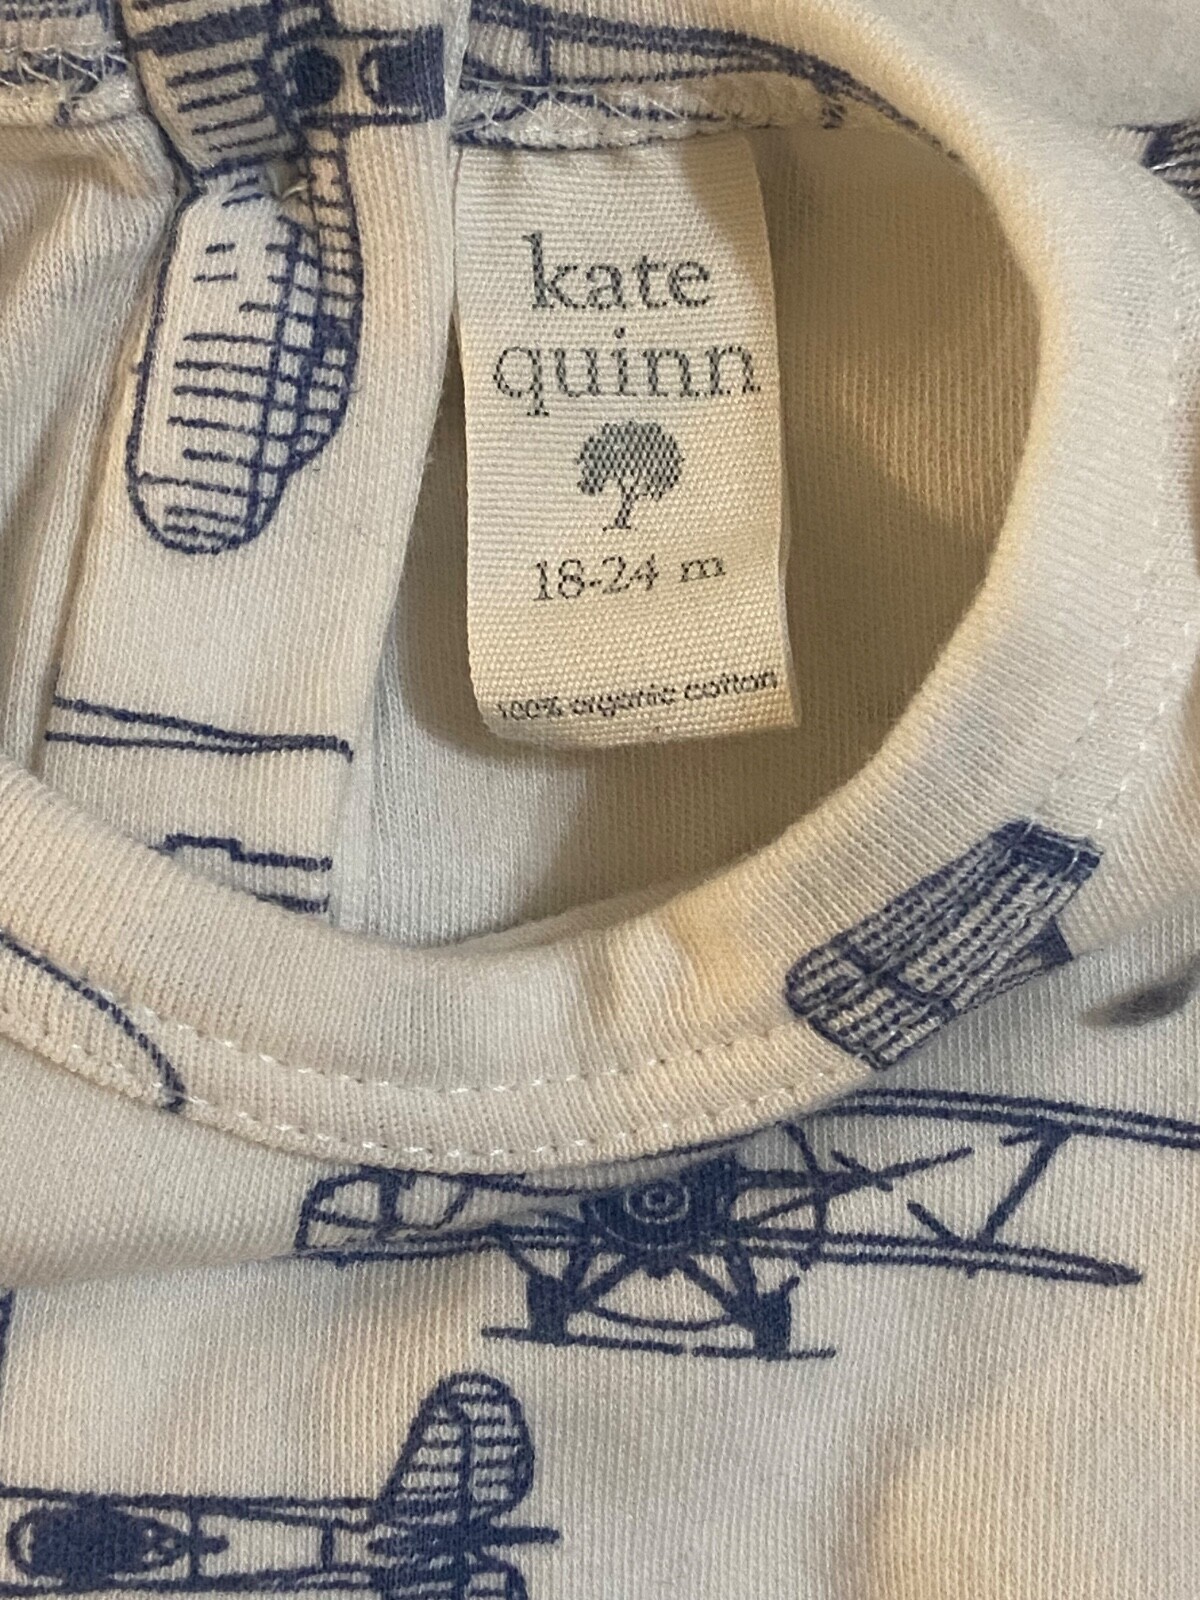 kate
quinn
18-24 m
100% organic cotton